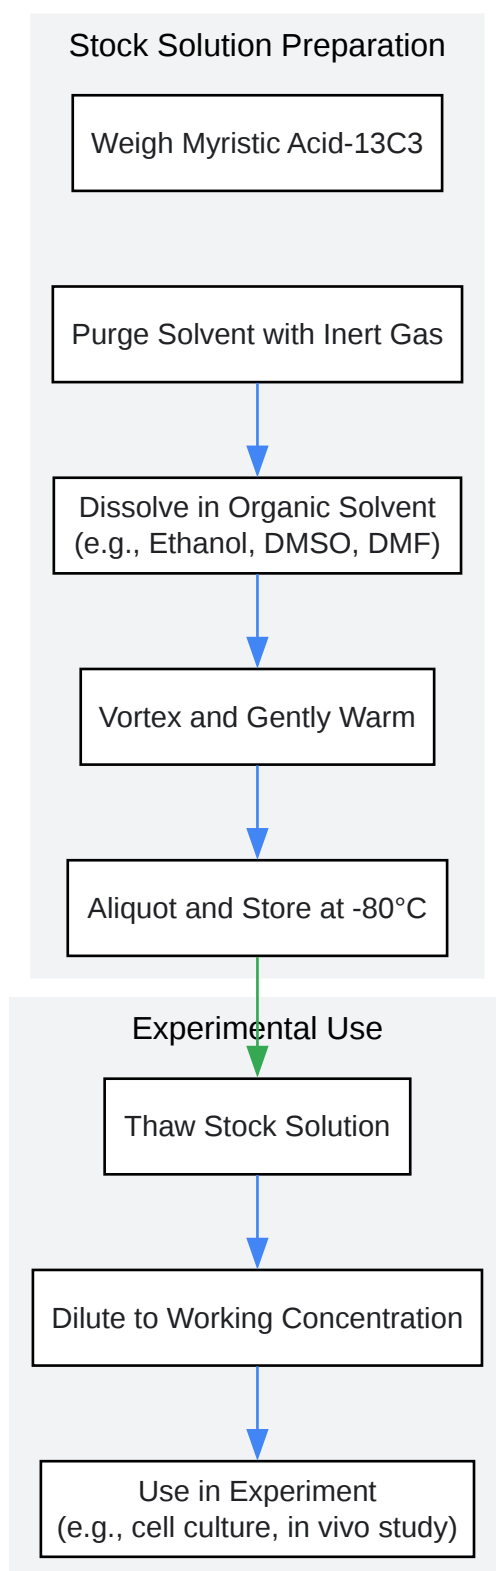 Stock Solution Preparation
Weigh Myristic Acid-13C3
Purge Solvent with Inert Gas
Dissolve in Organic Solvent
(e.g., Ethanol, DMSO, DMF)
Vortex and Gently Warm
Aliquot and Store at -80°C
Experimental Use
Thaw Stock Solution
Dilute to Working Concentration
Use in Experiment
(e.g., cell culture, in vivo study)